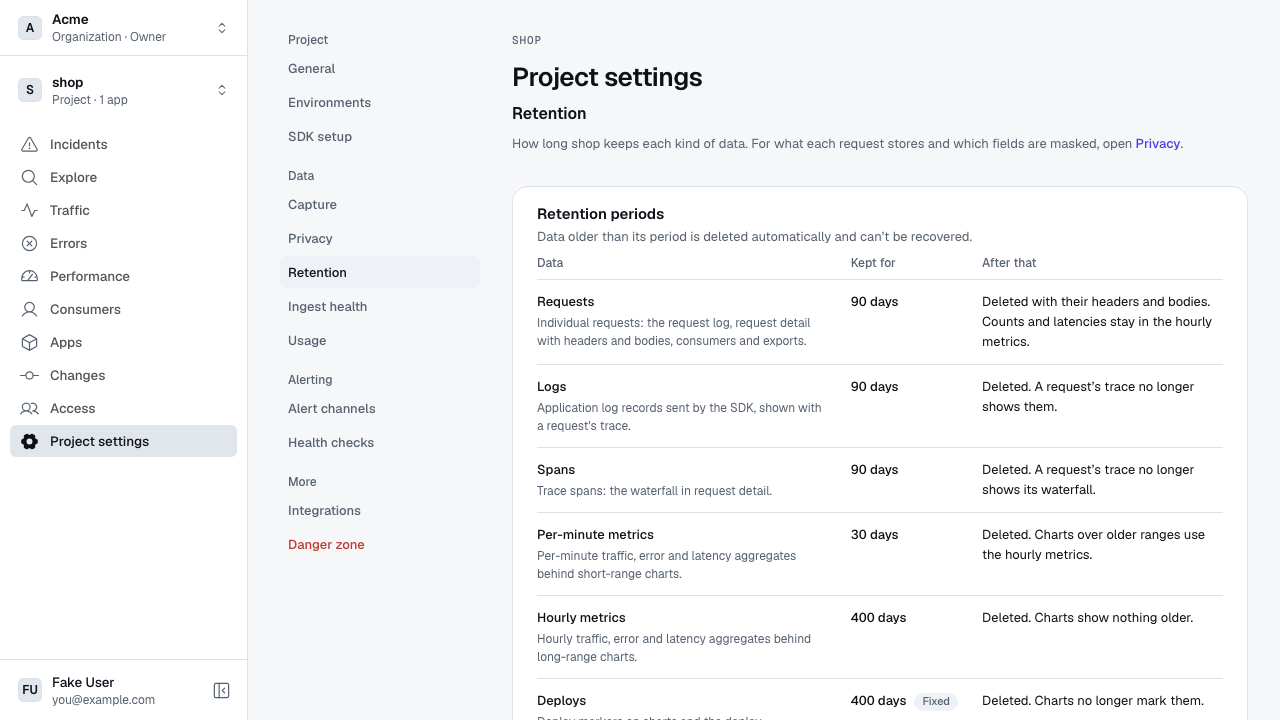 A
Acme
Organization · Owner
S
shop
Project · 1 app
Incidents
Explore
Traffic
Errors
Performance
Consumers
Apps
Changes
Access
Project settings
FU
Fake User
you@example.com
Project
General
Environments
SDK setup
Data
Capture
Privacy
Retention
Ingest health
Usage
Alerting
Alert channels
Health checks
More
Integrations
Danger zone
SHOP
Project settings
Retention
How long shop keeps each kind of data. For what each request stores and which fields are masked, open Privacy.
Retention periods
Data older than its period is deleted automatically and can’t be recovered.
Data Kept for After that
Requests
Individual requests: the request log, request detail
with headers and bodies, consumers and exports.
90 days
Deleted with their headers and bodies.
Counts and latencies stay in the hourly
metrics.
Logs
Application log records sent by the SDK, shown with
a request's trace.
90 days
Deleted. A request’s trace no longer
shows them.
Spans
Trace spans: the waterfall in request detail.
90 days
Deleted. A request’s trace no longer
shows its waterfall.
Per-minute metrics
Per-minute traffic, error and latency aggregates
behind short-range charts.
30 days
Deleted. Charts over older ranges use
the hourly metrics.
Hourly metrics
Hourly traffic, error and latency aggregates behind
long-range charts.
400 days
Deleted. Charts show nothing older.
Deploys
400 days Fixed
Deleted. Charts no longer mark them.